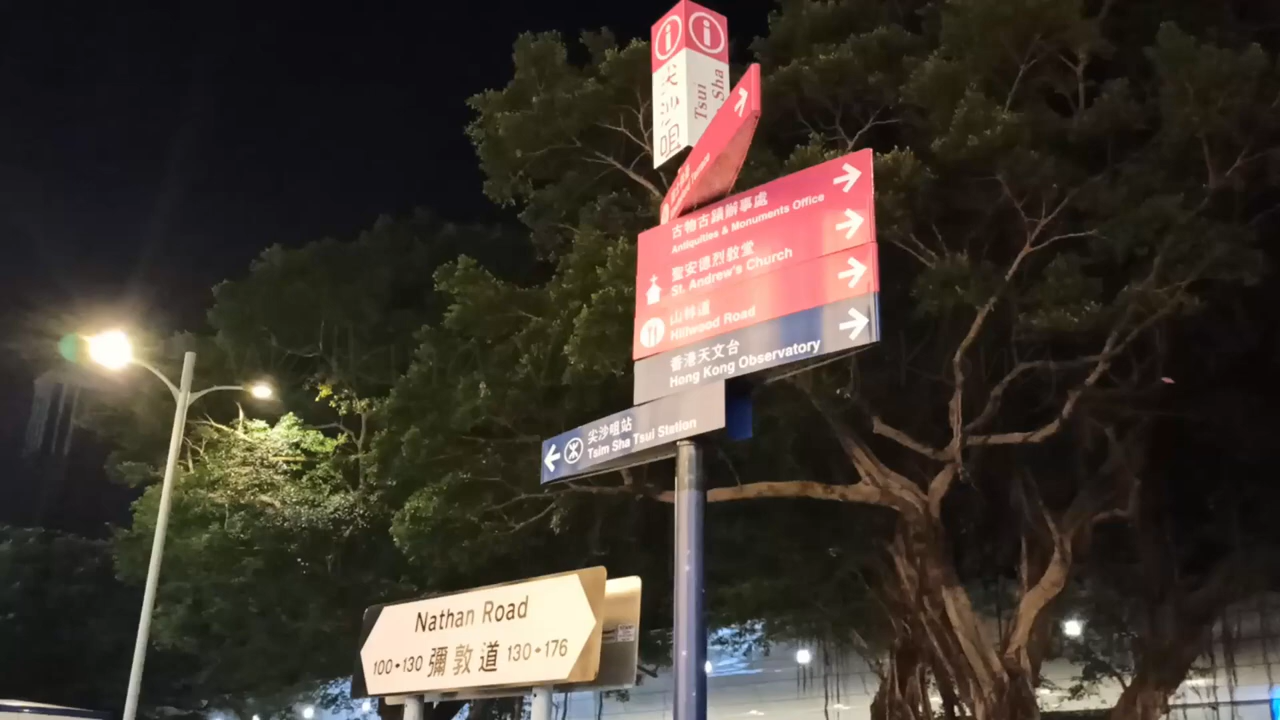 尖沙咀
Tsui
Sha
古物古蹟辦事處
Antiquities & Monuments Office
聖安德烈教堂
St. Andrew's Church
山林道
Hillwood Road
香港天文台
Hong Kong Observatory
尖沙咀站
Tsim Sha Tsui Station
Nathan Road
100-130 彌敦道 130-176